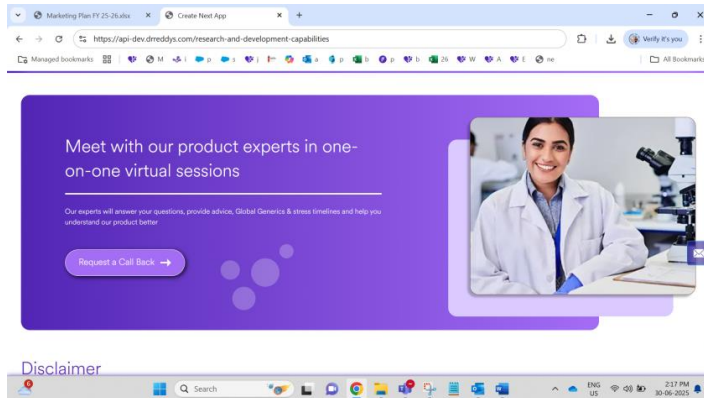 Marketing Plan FY 25-26.xlsx
Create Next App
https://api-dev.drreddys.com/research-and-development-capabilities
Verify it's you
Managed bookmarks
M
i
p
s
j
a
p
b
p
b
26
W
A
E
ne
All Bookmarks
Meet with our product experts in one-
on-one virtual sessions
Our experts will answer your questions, provide advice, Global Generics & stress timelines and help you
understand our product better
Request a Call Back
Disclaimer
6
Search
ENG
US
2:17 PM
30-06-2025